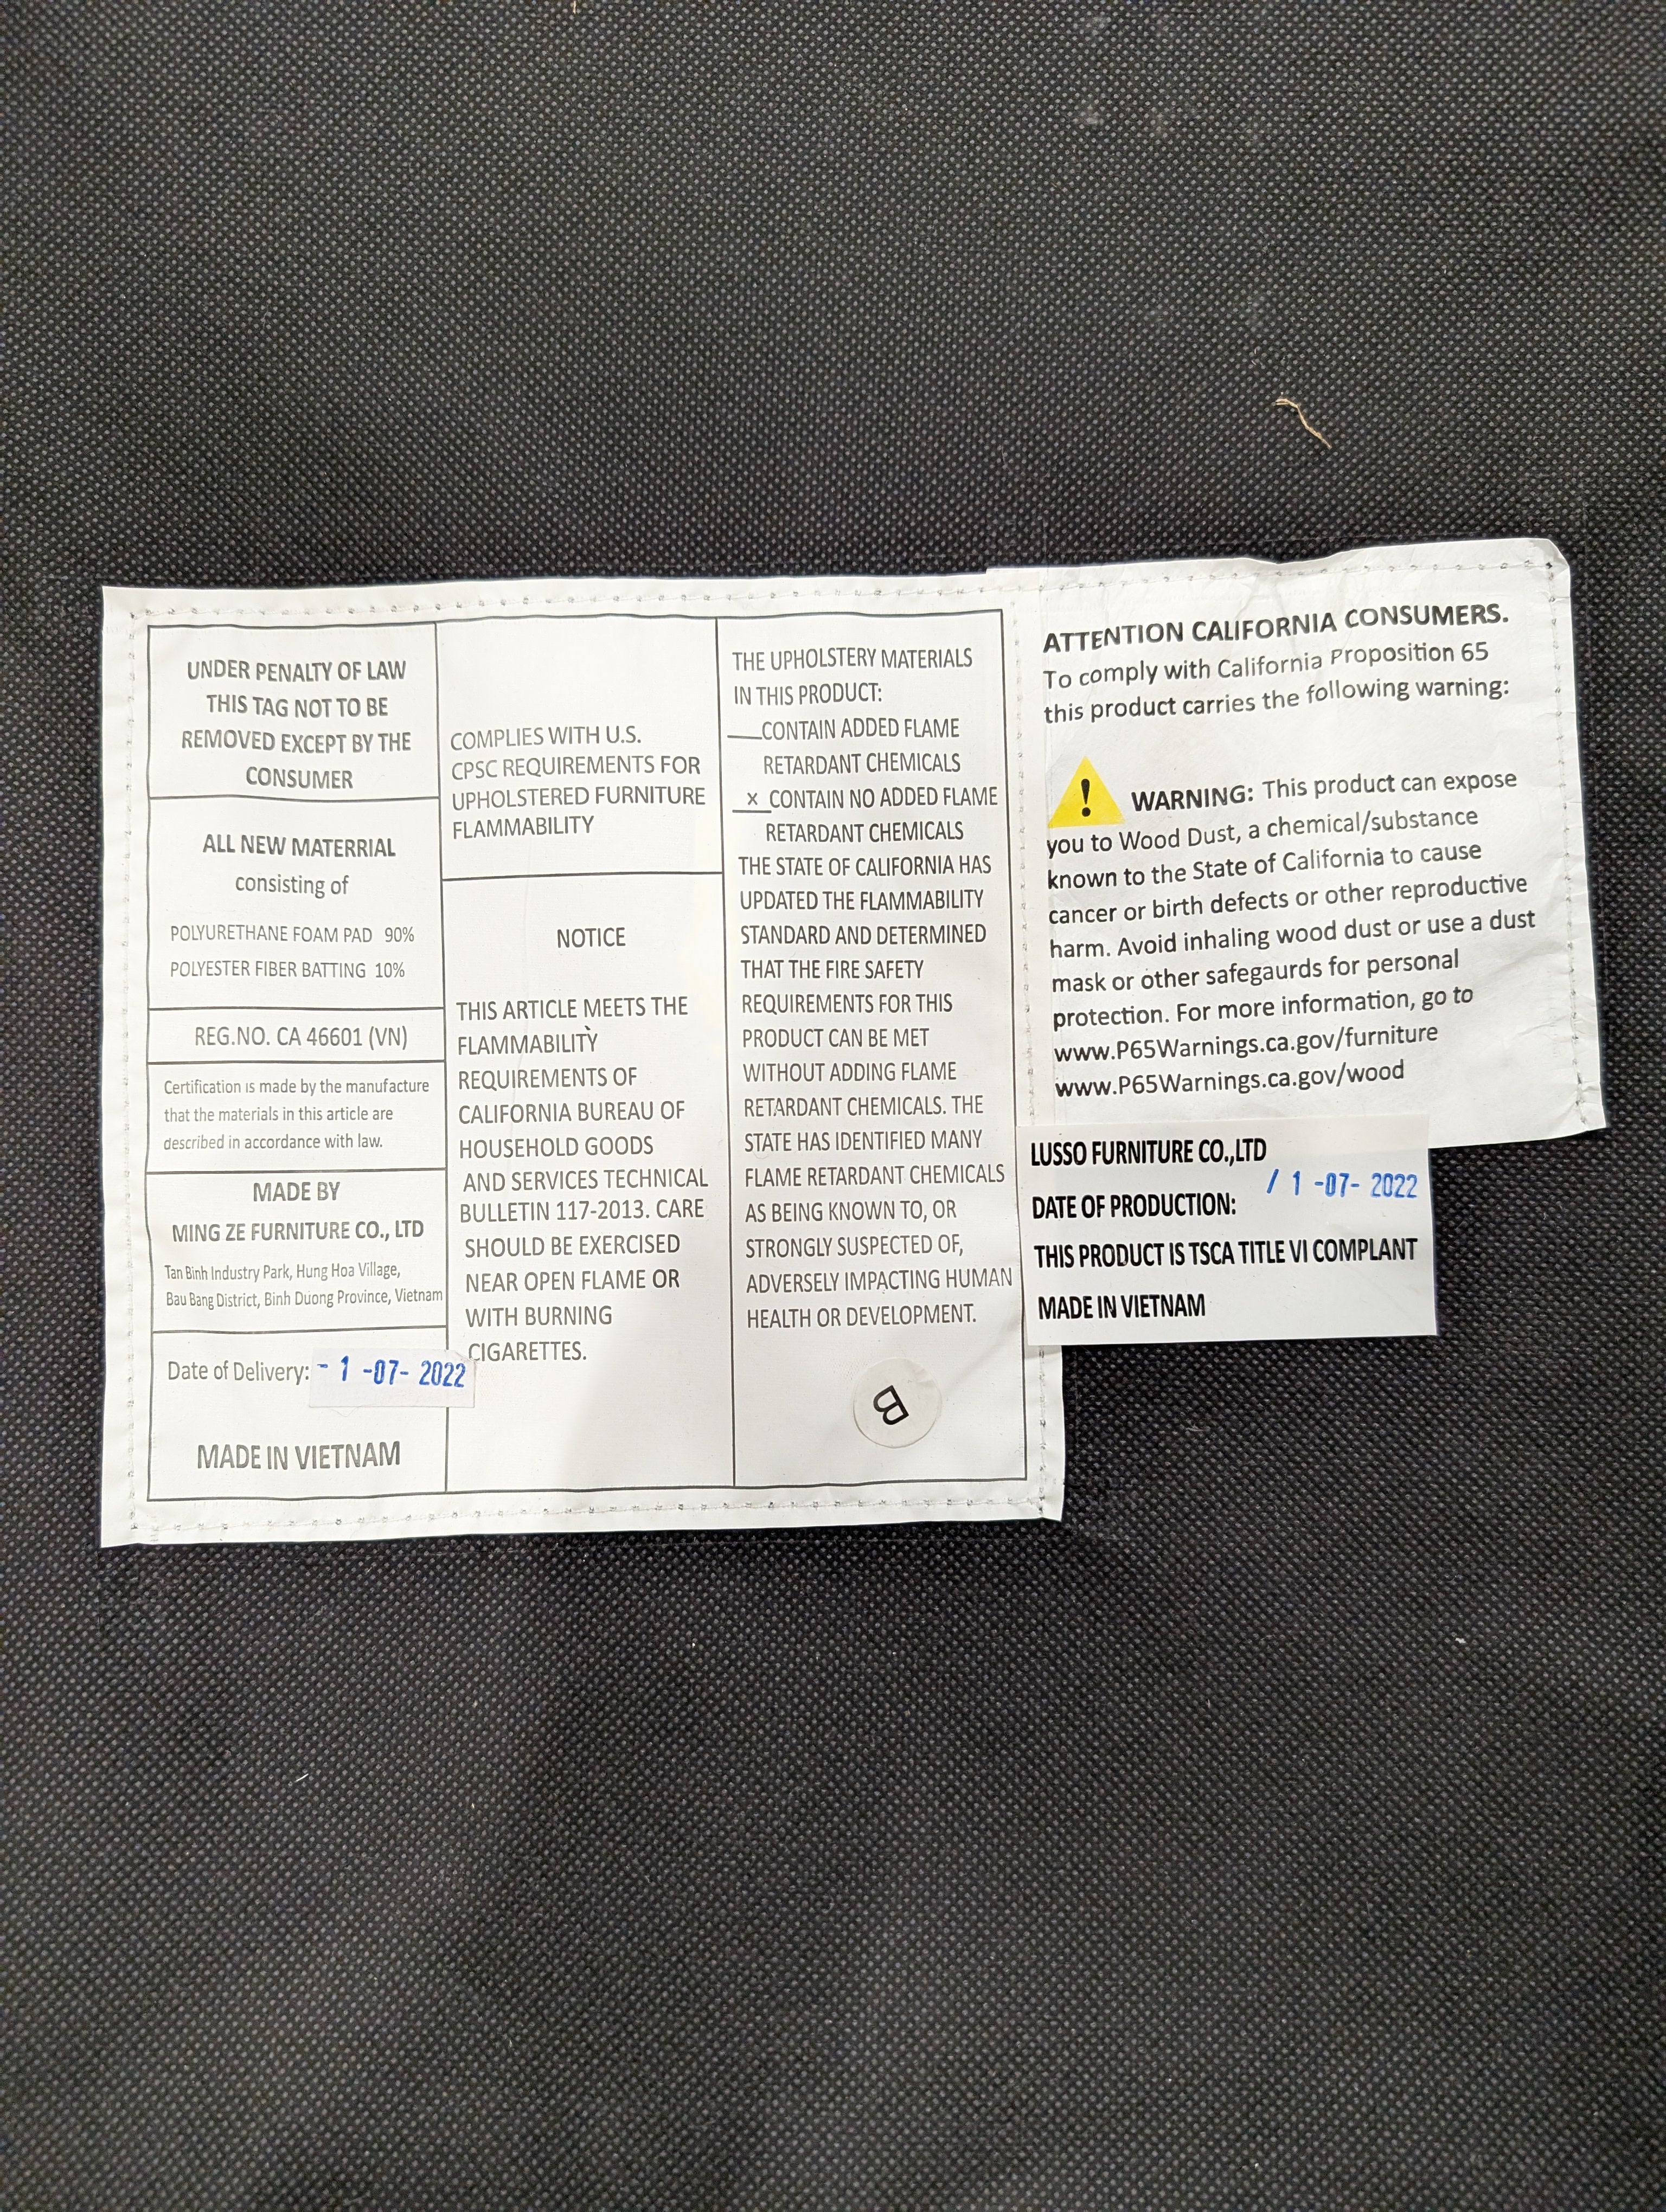 UNDER PENALTY OF LAW
THIS TAG NOT TO BE
REMOVED EXCEPT BY THE
CONSUMER
ALL NEW MATERRIAL
consisting of
POLYURETHANE FOAM PAD 90%
POLYESTER FIBER BATTING 10%
REG.NO. CA 46601 (VN)
Certification is made by the manufacture
that the materials in this article are
described in accordance with law.
MADE BY
MING ZE FURNITURE CO., LTD
Tan Binh Industry Park, Hung Hoa Village,
Bau Bang District, Binh Duong Province, Vietnam
Date of Delivery: - 1 -07- 2022
MADE IN VIETNAM
COMPLIES WITH U.S.
CPSC REQUIREMENTS FOR
UPHOLSTERED FURNITURE
FLAMMABILITY
NOTICE
THIS ARTICLE MEETS THE
FLAMMABILITY
REQUIREMENTS OF
CALIFORNIA BUREAU OF
HOUSEHOLD GOODS
AND SERVICES TECHNICAL
BULLETIN 117-2013. CARE
SHOULD BE EXERCISED
NEAR OPEN FLAME OR
WITH BURNING
CIGARETTES.
THE UPHOLSTERY MATERIALS
IN THIS PRODUCT:
___CONTAIN ADDED FLAME
RETARDANT CHEMICALS
_x_CONTAIN NO ADDED FLAME
RETARDANT CHEMICALS
THE STATE OF CALIFORNIA HAS
UPDATED THE FLAMMABILITY
STANDARD AND DETERMINED
THAT THE FIRE SAFETY
REQUIREMENTS FOR THIS
PRODUCT CAN BE MET
WITHOUT ADDING FLAME
RETARDANT CHEMICALS. THE
STATE HAS IDENTIFIED MANY
FLAME RETARDANT CHEMICALS
AS BEING KNOWN TO, OR
STRONGLY SUSPECTED OF,
ADVERSELY IMPACTING HUMAN
HEALTH OR DEVELOPMENT.
B
ATTENTION CALIFORNIA CONSUMERS.
To comply with California Proposition 65
this product carries the following warning:
! WARNING: This product can expose
you to Wood Dust, a chemical/substance
known to the State of California to cause
cancer or birth defects or other reproductive
harm. Avoid inhaling wood dust or use a dust
mask or other safegaurds for personal
protection. For more information, go to
www.P65Warnings.ca.gov/furniture
www.P65Warnings.ca.gov/wood
LUSSO FURNITURE CO.,LTD
DATE OF PRODUCTION: / 1 -07- 2022
THIS PRODUCT IS TSCA TITLE VI COMPLANT
MADE IN VIETNAM